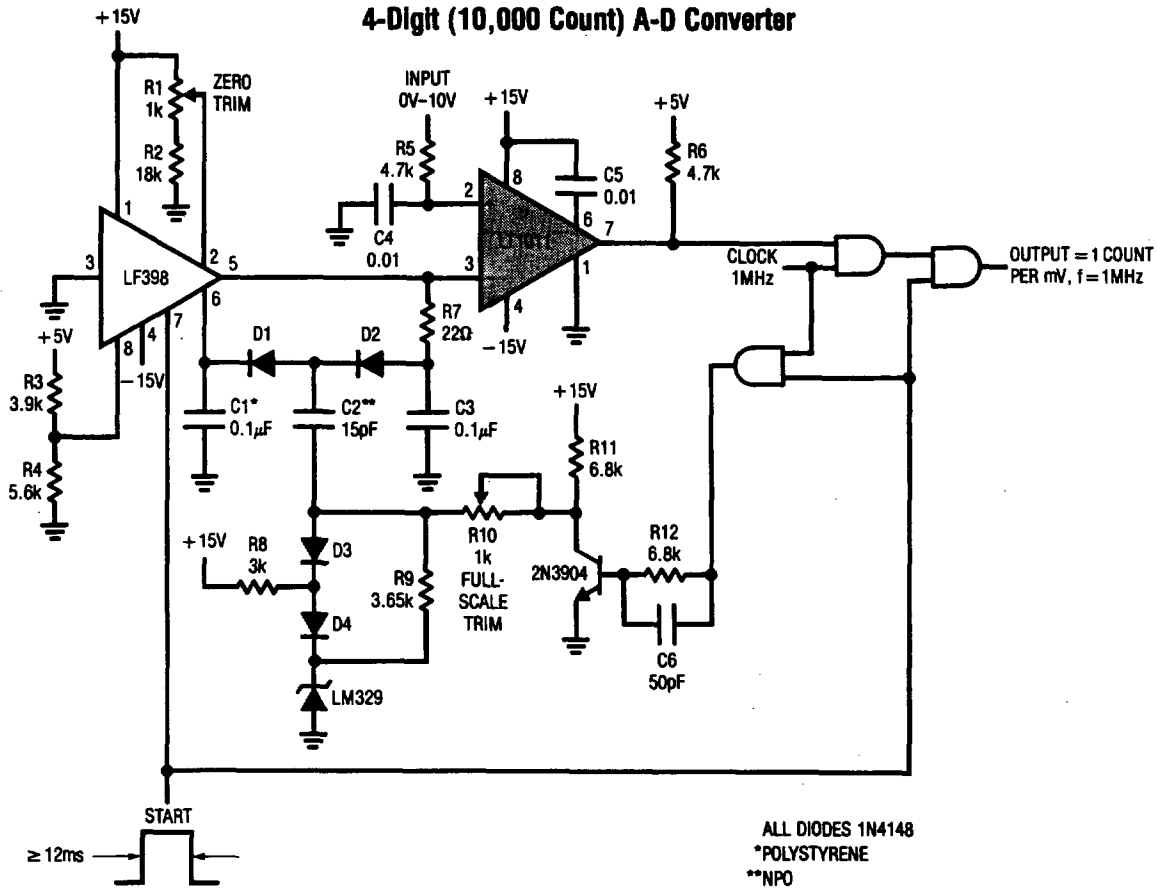 4-Digit (10,000 Count) A-D Converter
+15V
R1
1k
ZERO
TRIM
R2
18k
1
3
LF398
2
5
6
7
4
8
-15V
+5V
R3
3.9k
R4
5.6k
INPUT
0V–10V
R5
4.7k
C4
0.01
+15V
8
2
3
C5
0.01
6
7
1
4
-15V
+5V
R6
4.7k
CLOCK
1MHz
OUTPUT = 1 COUNT
PER mV, f = 1MHz
R7
22Ω
D1
D2
C1*
0.1µF
C2**
15pF
C3
0.1µF
+15V
R11
6.8k
R10
1k
FULL-
SCALE
TRIM
2N3904
R12
6.8k
C6
50pF
+15V
R8
3k
D3
D4
R9
3.65k
LM329
START
≥ 12ms
ALL DIODES 1N4148
*POLYSTYRENE
**NPO